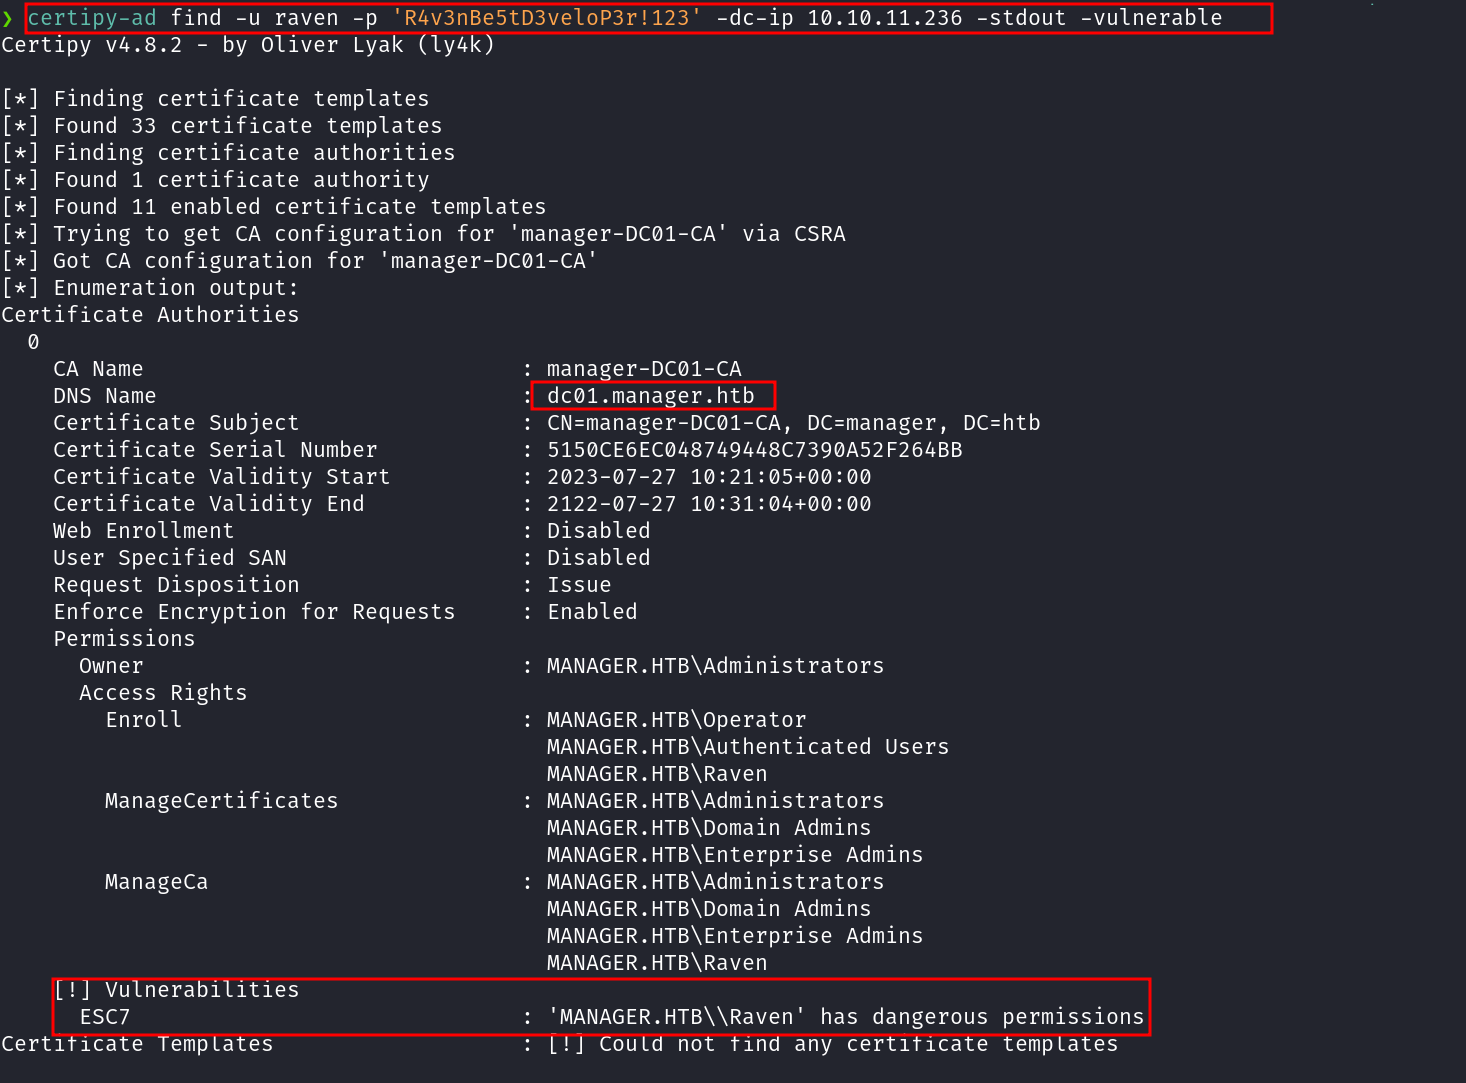 ❯ certipy-ad find -u raven -p 'R4v3nBe5tD3veloP3r!123' -dc-ip 10.10.11.236 -stdout -vulnerable
Certipy v4.8.2 - by Oliver Lyak (ly4k)
[*] Finding certificate templates
[*] Found 33 certificate templates
[*] Finding certificate authorities
[*] Found 1 certificate authority
[*] Found 11 enabled certificate templates
[*] Trying to get CA configuration for 'manager-DC01-CA' via CSRA
[*] Got CA configuration for 'manager-DC01-CA'
[*] Enumeration output:
Certificate Authorities
  0
    CA Name                             : manager-DC01-CA
    DNS Name                            : dc01.manager.htb
    Certificate Subject                 : CN=manager-DC01-CA, DC=manager, DC=htb
    Certificate Serial Number           : 5150CE6EC048749448C7390A52F264BB
    Certificate Validity Start          : 2023-07-27 10:21:05+00:00
    Certificate Validity End            : 2122-07-27 10:31:04+00:00
    Web Enrollment                      : Disabled
    User Specified SAN                  : Disabled
    Request Disposition                 : Issue
    Enforce Encryption for Requests     : Enabled
    Permissions
      Owner                             : MANAGER.HTB\Administrators
      Access Rights
        Enroll                          : MANAGER.HTB\Operator
                                          MANAGER.HTB\Authenticated Users
                                          MANAGER.HTB\Raven
        ManageCertificates              : MANAGER.HTB\Administrators
                                          MANAGER.HTB\Domain Admins
                                          MANAGER.HTB\Enterprise Admins
        ManageCa                        : MANAGER.HTB\Administrators
                                          MANAGER.HTB\Domain Admins
                                          MANAGER.HTB\Enterprise Admins
                                          MANAGER.HTB\Raven
    [!] Vulnerabilities
      ESC7                              : 'MANAGER.HTB\\Raven' has dangerous permissions
Certificate Templates                   : [!] Could not find any certificate templates